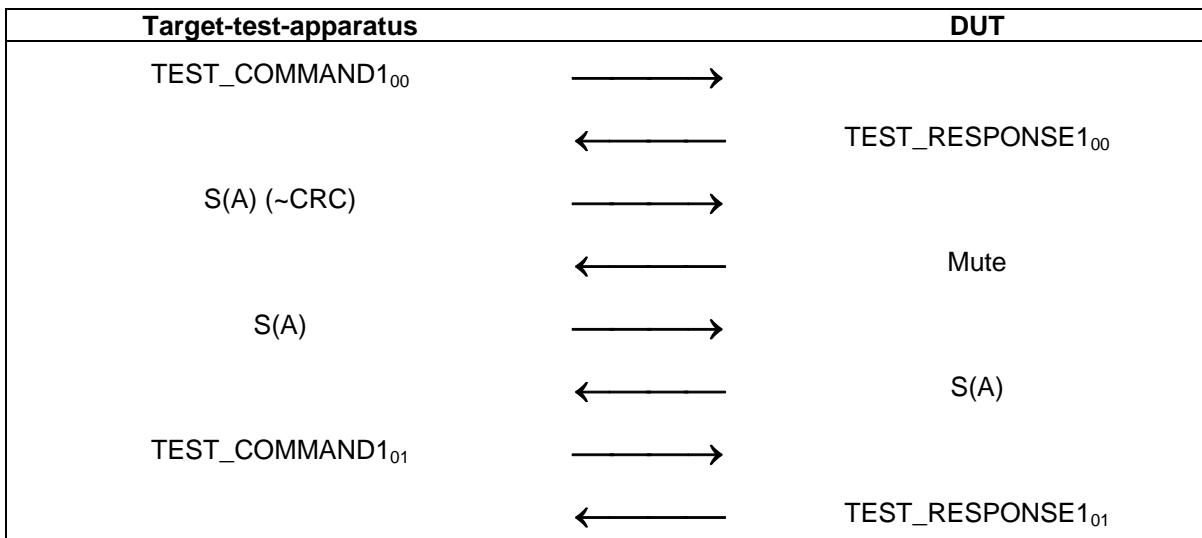 Target-test-apparatus DUT
TEST_COMMAND1₀₀
TEST_RESPONSE1₀₀
S(A) (~CRC)
Mute
S(A)
S(A)
TEST_COMMAND1₀₁
TEST_RESPONSE1₀₁